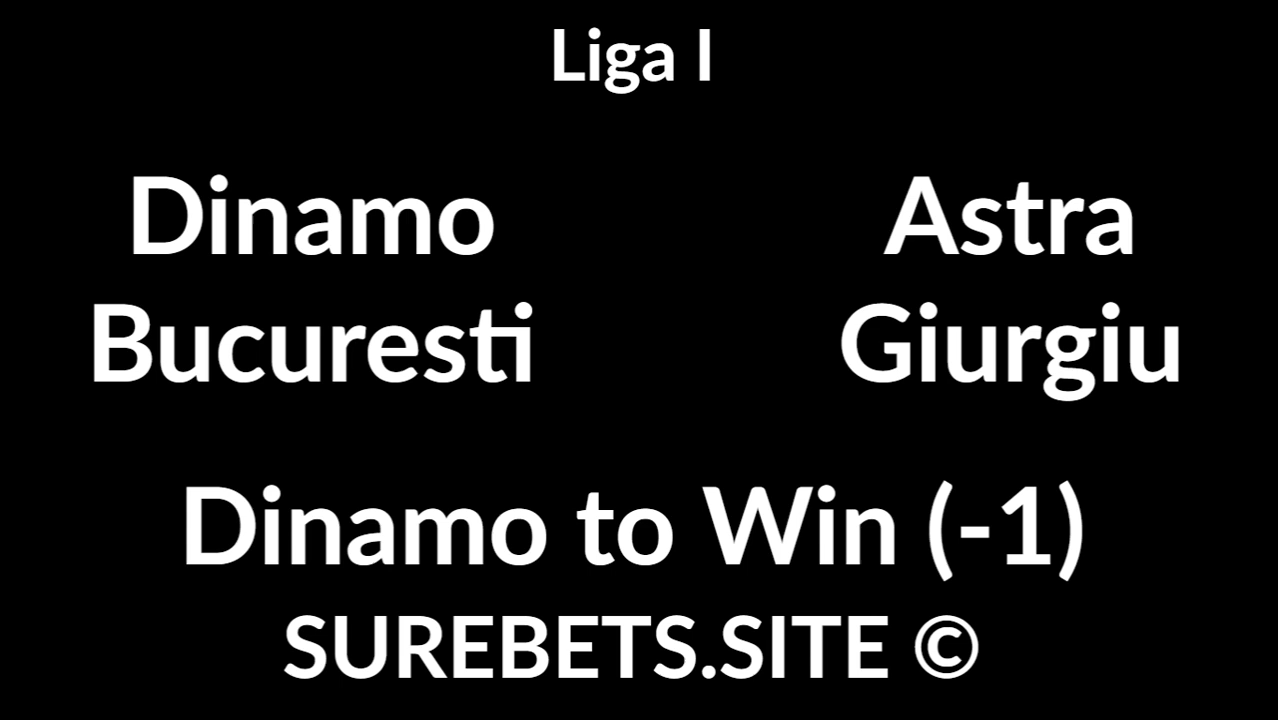 Liga I
Dinamo
Bucuresti
Astra
Giurgiu
Dinamo to Win (-1)
SUREBETS.SITE ©